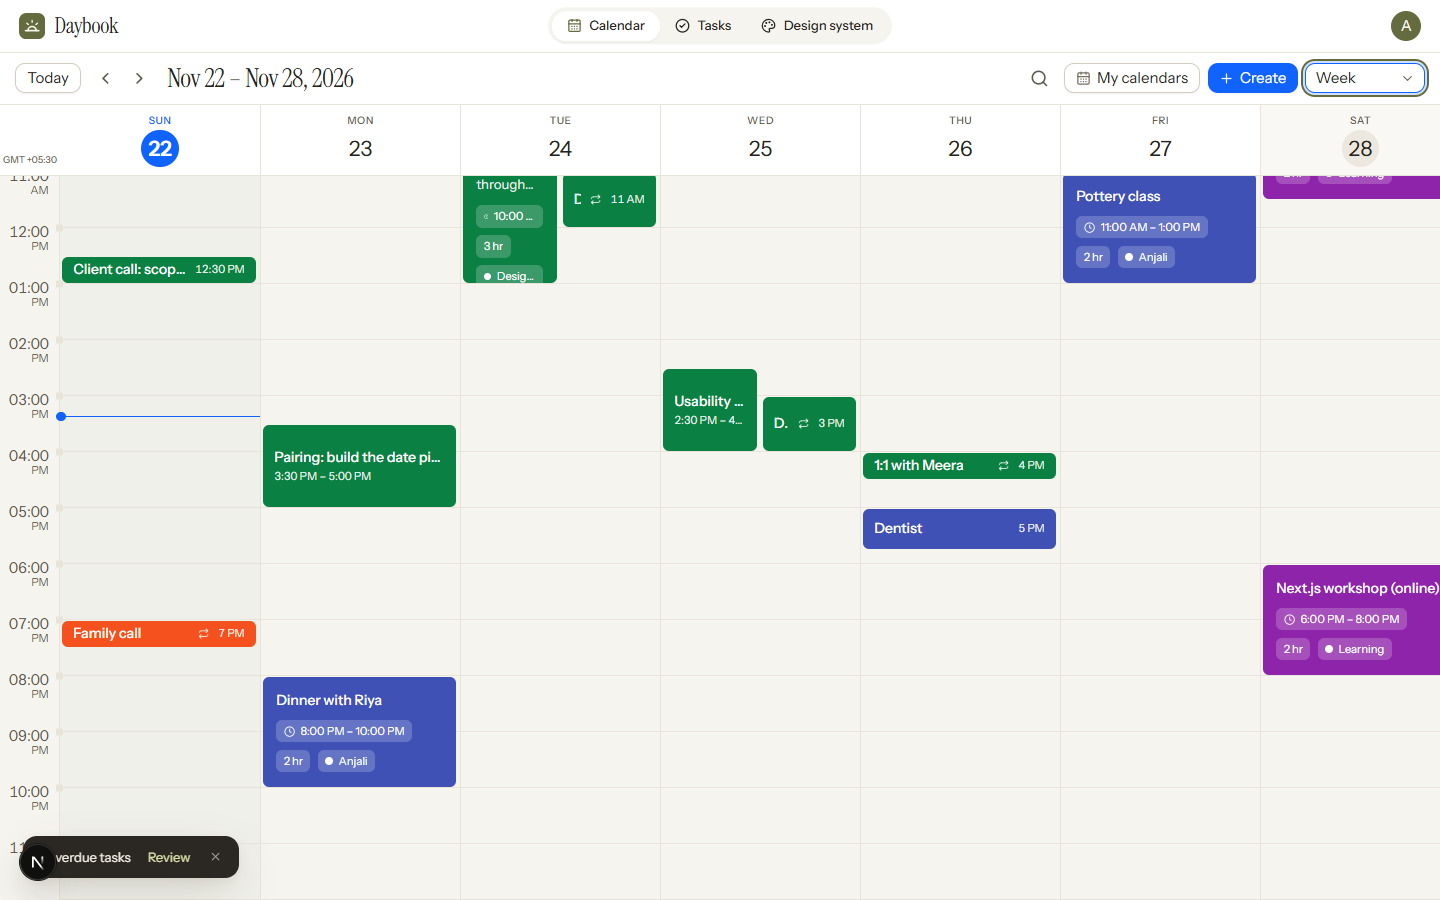 Daybook
Calendar
Tasks
Design system
A
Today
Nov 22 – Nov 28, 2026
My calendars
+ Create
Week
GMT +05:30
SUN
22
MON
23
TUE
24
WED
25
THU
26
FRI
27
SAT
28
11:00
AM
12:00
PM
01:00
PM
02:00
PM
03:00
PM
04:00
PM
05:00
PM
06:00
PM
07:00
PM
08:00
PM
09:00
PM
10:00
PM
Client call: scop... 12:30 PM
Family call 7 PM
Pairing: build the date pi...
3:30 PM – 5:00 PM
Dinner with Riya
8:00 PM – 10:00 PM
2 hr
Anjali
through...
10:00 ...
3 hr
Desig...
11 AM
Usability ...
2:30 PM – 4...
D. 3 PM
1:1 with Meera 4 PM
Dentist 5 PM
Pottery class
11:00 AM – 1:00 PM
2 hr
Anjali
2 hr
Learning
Next.js workshop (online)
6:00 PM – 8:00 PM
2 hr
Learning
verdue tasks
Review
N